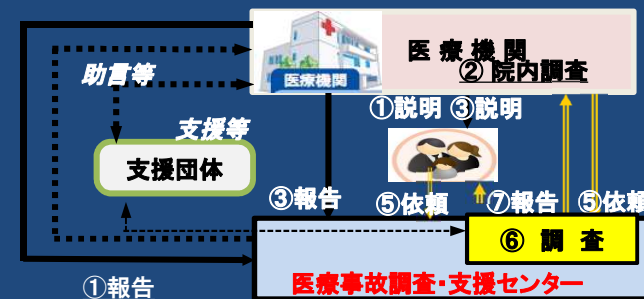 医療機関
医療機関
② 院内調査
助言等
①説明 ③説明
支援等
支援団体
③報告
⑤依頼
⑦報告
⑤依頼
⑥ 調 査
医療事故調査・支援センター
①報告